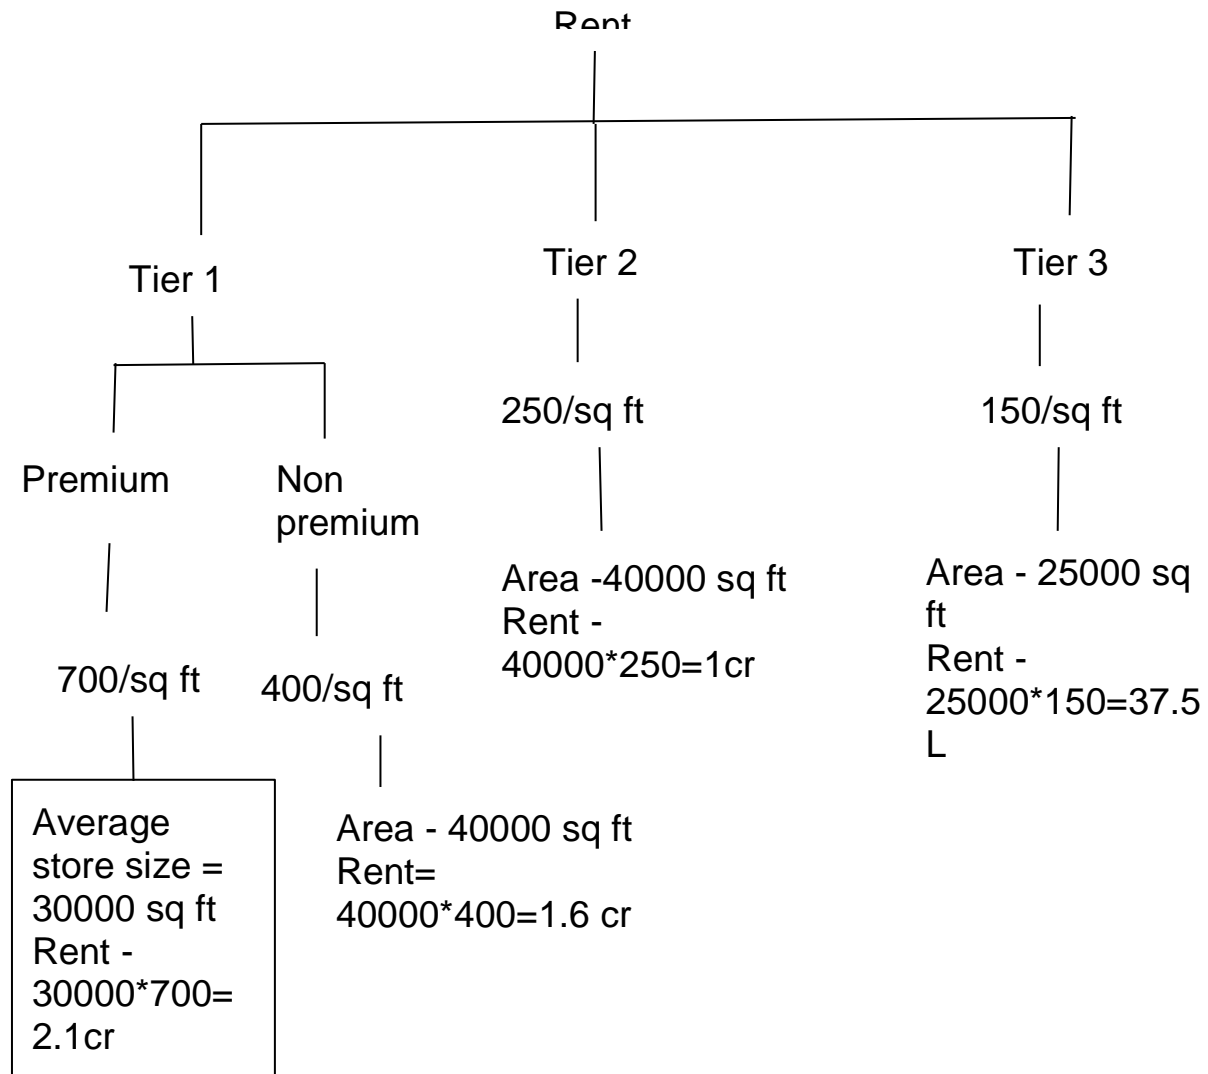 Rent
Tier 1
Tier 2
Tier 3
250/sq ft
150/sq ft
Premium
Non
premium
Area -40000 sq ft
Rent -
40000*250=1cr
Area - 25000 sq
ft
Rent -
25000*150=37.5
L
700/sq ft
400/sq ft
Average
store size =
30000 sq ft
Rent -
30000*700=
2.1cr
Area - 40000 sq ft
Rent=
40000*400=1.6 cr